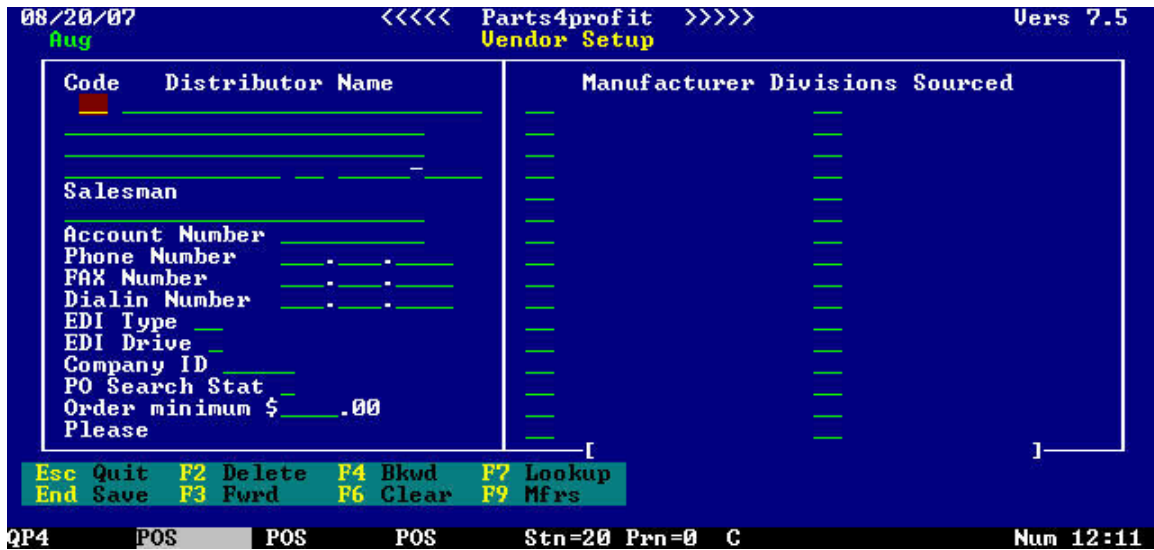 08/20/07 <<<<< Parts4profit >>>>> Vers 7.5
Aug Vendor Setup
Code Distributor Name Manufacturer Divisions Sourced
Salesman
Account Number
Phone Number . .
FAX Number . .
Dialin Number . .
EDI Type
EDI Drive
Company ID
PO Search Stat
Order minimum $ .00
Please
[ ]
Esc Quit F2 Delete F4 Bkwd F7 Lookup
End Save F3 Fwrd F6 Clear F9 Mfrs
QP4 POS POS POS Stn=20 Prn=0 C Num 12:11